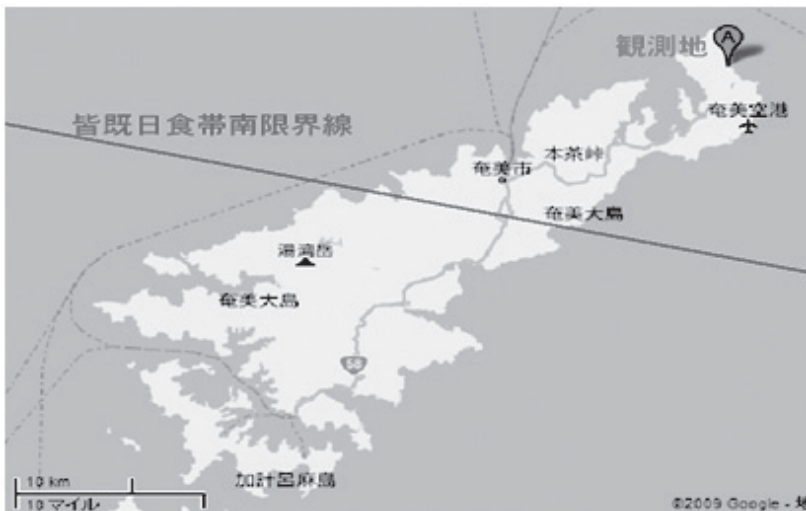 観測地
A
奄美空港
皆既日食帯南限界線
本茶峠
奄美市
奄美大島
湯湾岳
奄美大島
58
加計呂麻島
10 km
10 マイル
©2009 Google - 地